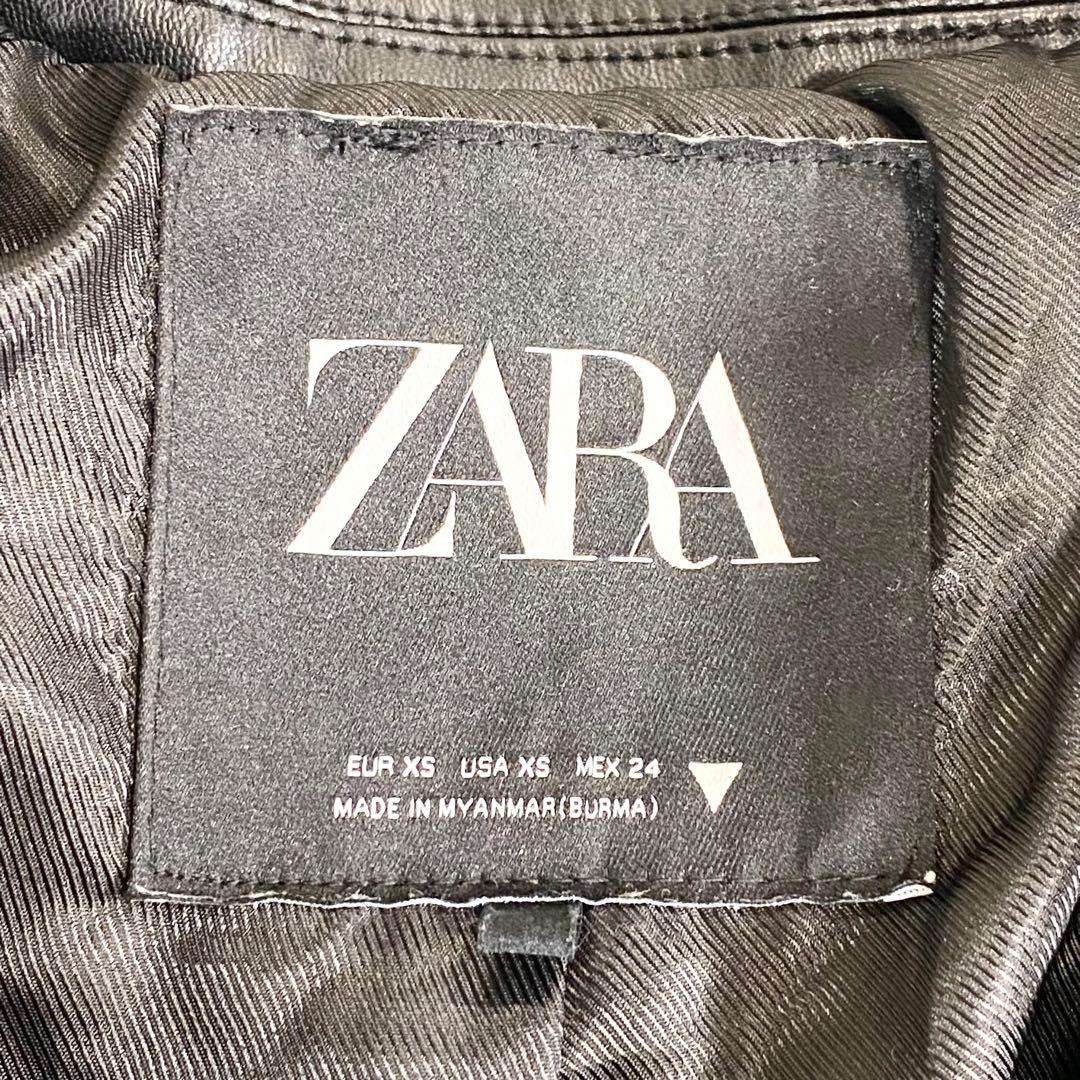 ZARA
EUR XS USA XS MEX 24
MADE IN MYANMAR(BURMA)